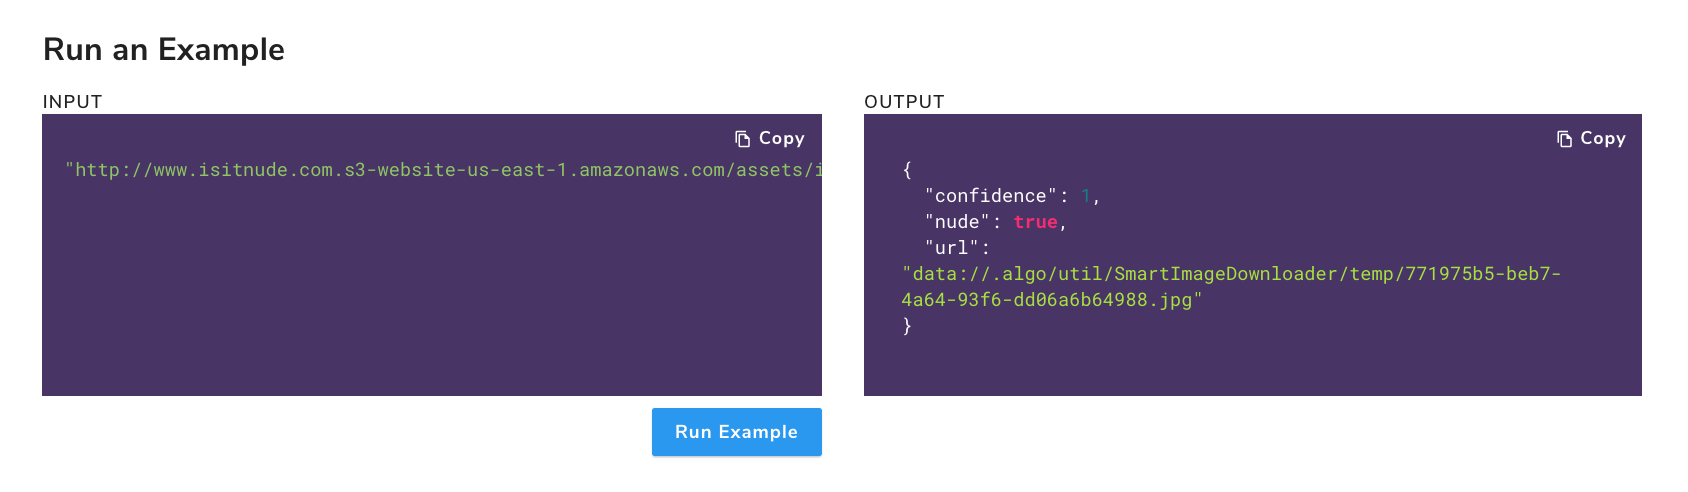 Run an Example
INPUT
Copy
"http://www.isitnude.com.s3-website-us-east-1.amazonaws.com/assets/i
Run Example
OUTPUT
Copy
{
"confidence": 1,
"nude": true,
"url":
"data://.algo/util/SmartImageDownloader/temp/771975b5-beb7-
4a64-93f6-dd06a6b64988.jpg"
}